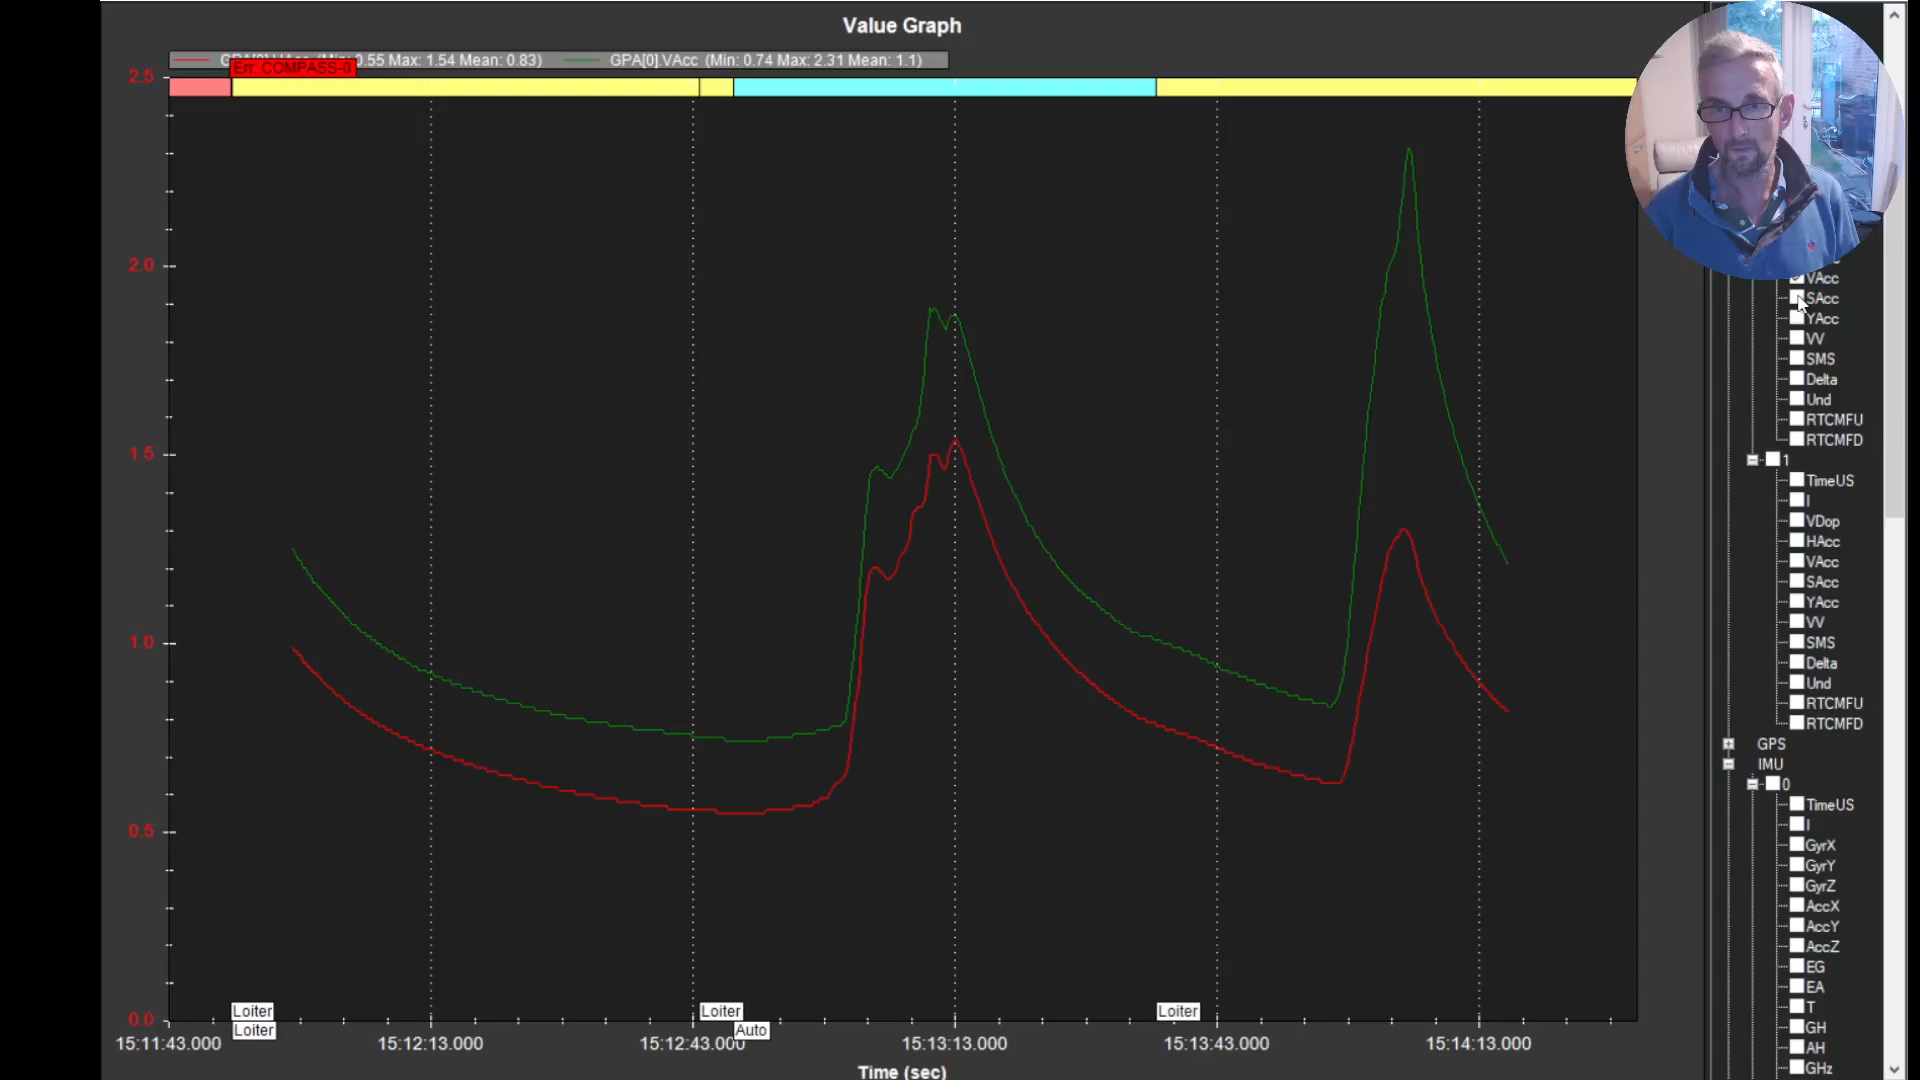 Value Graph
0.55 Max: 1.54 Mean: 0.83)
GPA[0].VAcc (Min: 0.74 Max: 2.31 Mean: 1.1)
Err: COMPASS-0
2.5
2.0
1.5
1.0
0.5
0.0
Loiter
Loiter
Loiter
Auto
Loiter
15:11:43.000
15:12:13.000
15:12:43.000
15:13:13.000
15:13:43.000
15:14:13.000
Time (sec)
VAcc
SAcc
YAcc
VV
SMS
Delta
Und
RTCMFU
RTCMFD
1
TimeUS
I
VDop
HAcc
VAcc
SAcc
YAcc
VV
SMS
Delta
Und
RTCMFU
RTCMFD
GPS
IMU
0
TimeUS
I
GyrX
GyrY
GyrZ
AccX
AccY
AccZ
EG
EA
T
GH
AH
GHz